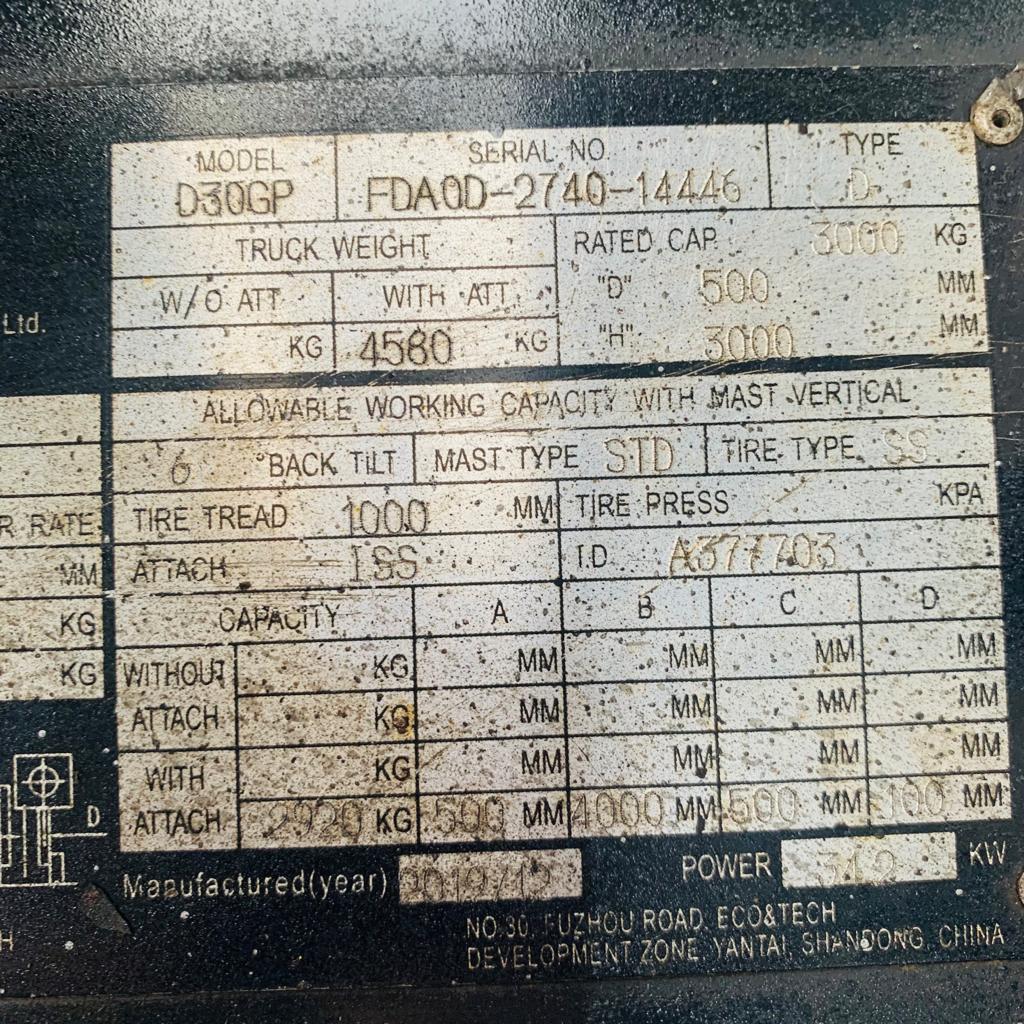 MODEL SERIAL NO. TYPE
D30GP FDA0D-2740-14446 D
TRUCK WEIGHT RATED CAP. 3000 KG
W/O ATT WITH ATT "D" 500 MM
Ltd.
KG 4580 KG "H" 3000 MM
ALLOWABLE WORKING CAPACITY WITH MAST VERTICAL
6 °BACK TILT MAST TYPE STD TIRE TYPE SS
R RATE TIRE TREAD 1000 MM TIRE PRESS KPA
MM ATTACH ISS I.D A377703
KG CAPACITY A B C D
KG WITHOUT KG MM MM MM MM
ATTACH KG MM MM MM MM
WITH KG MM MM MM MM
ATTACH 2920 KG 500 MM 4000 MM 500 MM 100 MM
D
Manufactured(year) 2019/12 POWER KW
H
NO.30, FUZHOU ROAD, ECO&TECH
DEVELOPMENT ZONE, YANTAI, SHANDONG, CHINA